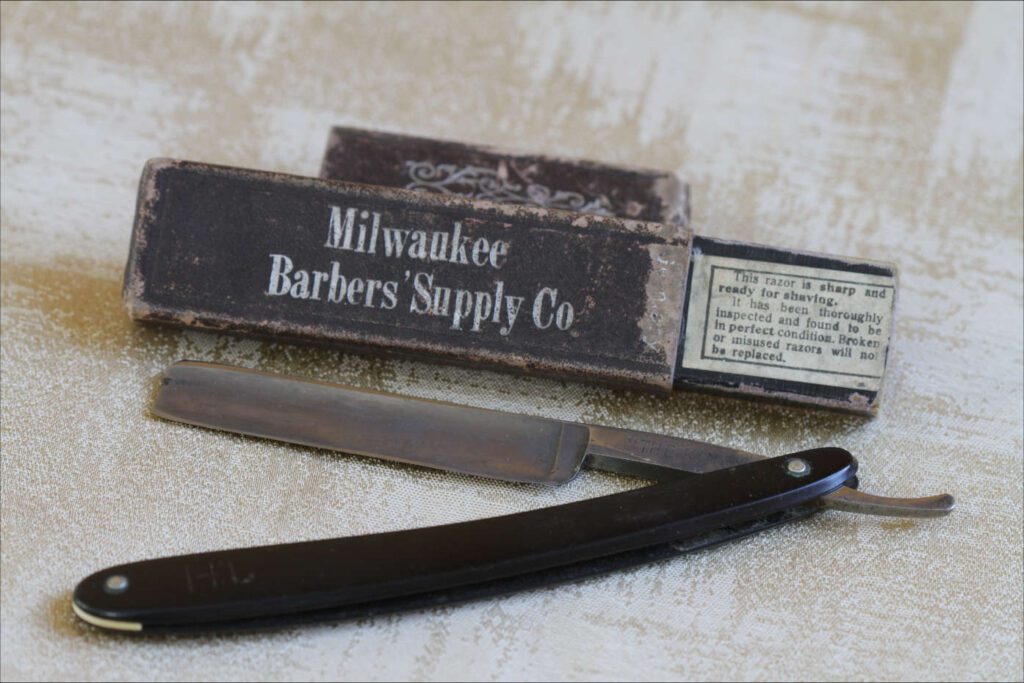 Milwaukee
Barbers' Supply Co
This razor is sharp and
ready for shaving.
It has been thoroughly
inspected and found to be
in perfect condition. Broken
or misused razors will no
be replaced.